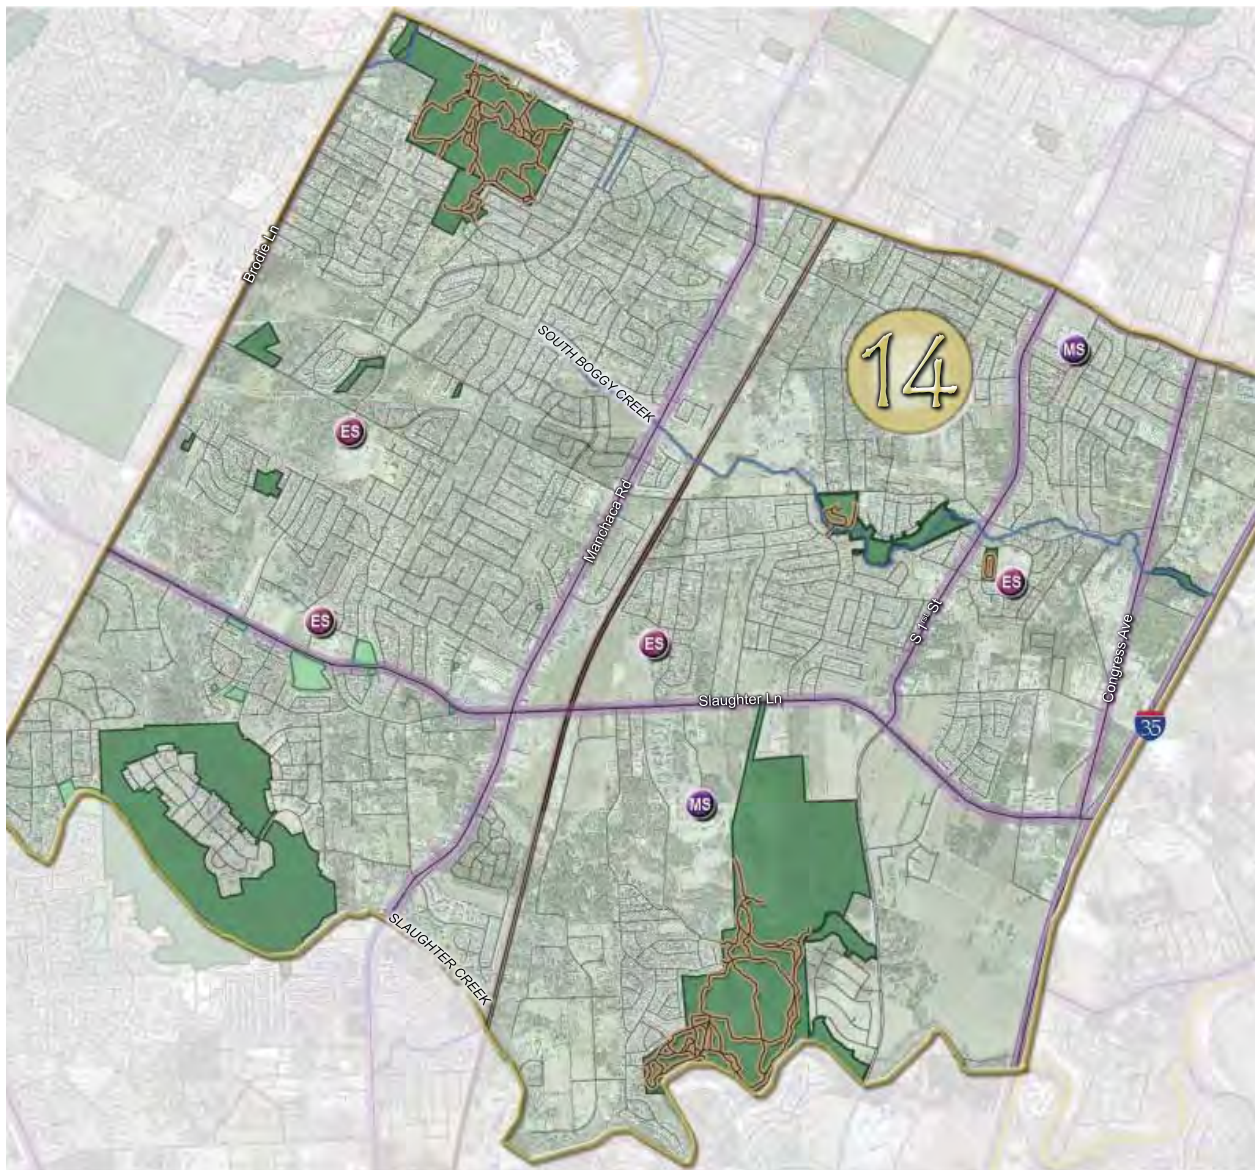 Brodie Ln
SOUTH BOGGY CREEK
14
MS
ES
Manchaca Rd
ES
ES
S 1st St
ES
Congress Ave
Slaughter Ln
35
MS
SLAUGHTER CREEK